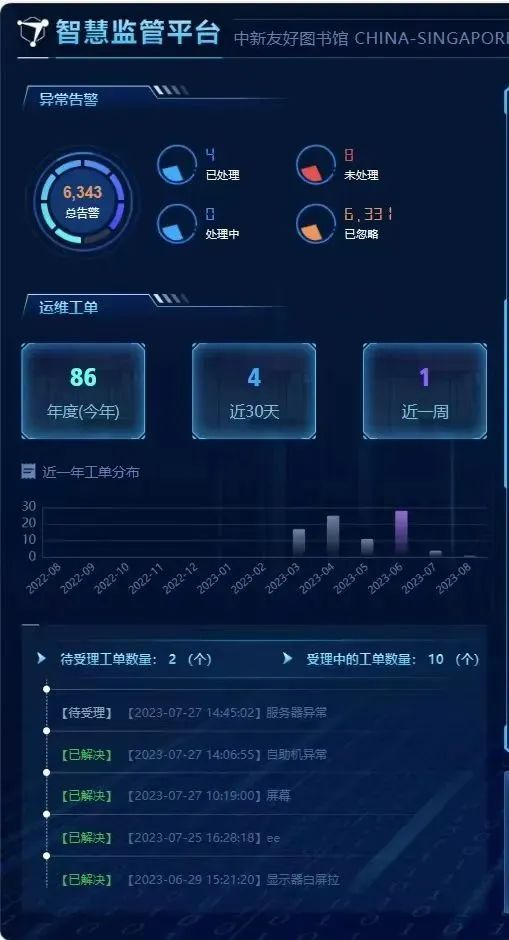 智慧监管平台 中新友好图书馆 CHINA-SINGAPOR
异常告警
6,343
总告警
4
已处理
8
未处理
0
处理中
6,331
已忽略
运维工单
86
年度(今年)
4
近30天
1
近一周
近一年工单分布
30
20
10
0
2022-08 2022-09 2022-10 2022-11 2022-12 2023-01 2023-02 2023-03 2023-04 2023-05 2023-06 2023-07 2023-08
待受理工单数量： 2 （个） 受理中的工单数量： 10 （个）
【待受理】 【2023-07-27 14:45:02】服务器异常
【已解决】 【2023-07-27 14:06:55】自助机异常
【已解决】 【2023-07-27 10:19:00】屏幕
【已解决】 【2023-07-25 16:28:18】ee
【已解决】 【2023-06-29 15:21:20】显示器白屏拉